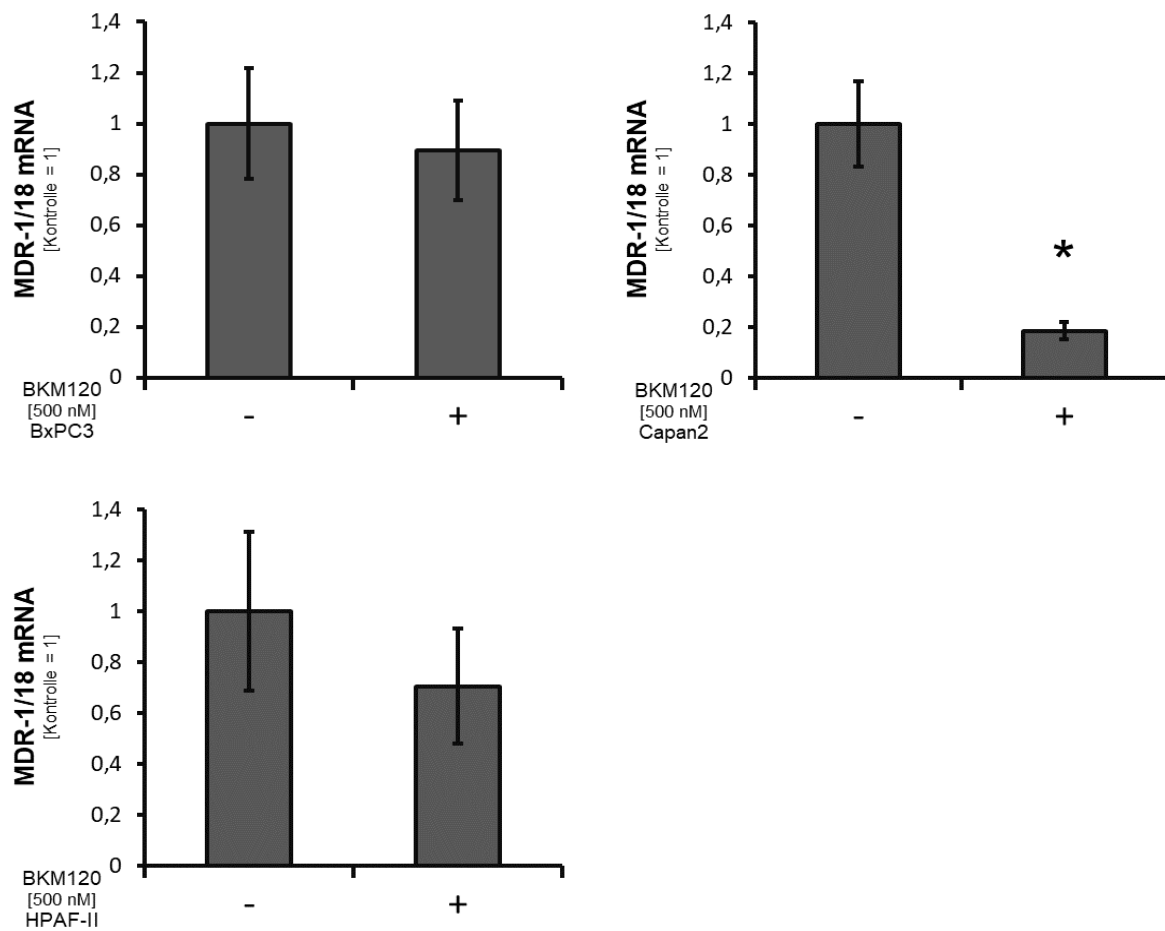 MDR-1/18 mRNA
[Kontrolle = 1]
1,4
1,2
1
0,8
0,6
0,4
0,2
0
BKM120
[500 nM]
BxPC3
- +
MDR-1/18 mRNA
[Kontrolle = 1]
1,4
1,2
1
0,8
0,6
0,4
0,2
0
*
BKM120
[500 nM]
Capan2
- +
MDR-1/18 mRNA
[Kontrolle = 1]
1,4
1,2
1
0,8
0,6
0,4
0,2
0
BKM120
[500 nM]
HPAF-II
- +